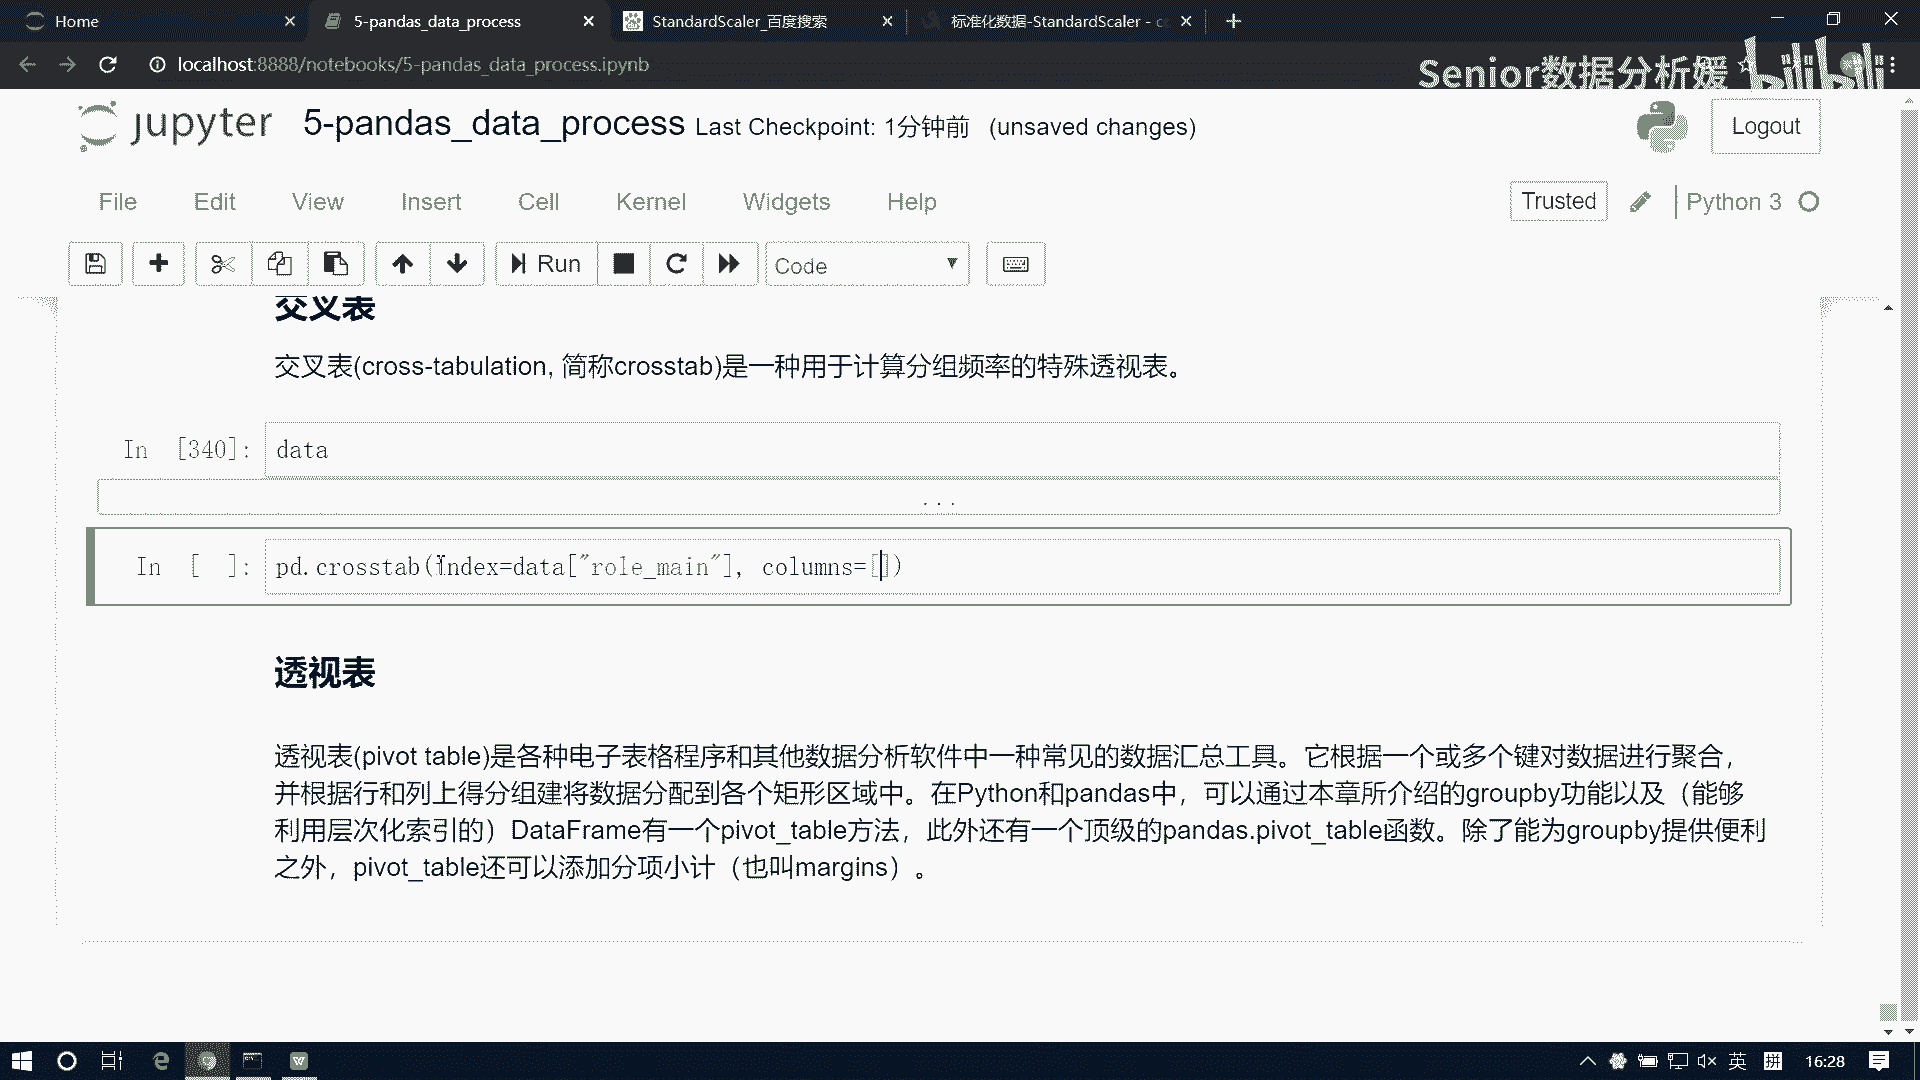 Home
5-pandas_data_process
StandardScaler_百度搜索
标准化数据-StandardScaler - c
localhost:8888/notebooks/5-pandas_data_process.ipynb
Senior数据分析媛
bilibili
jupyter
5-pandas_data_process Last Checkpoint: 1分钟前 (unsaved changes)
Logout
File Edit View Insert Cell Kernel Widgets Help
Trusted
Python 3
Run
Code
交叉表
交叉表(cross-tabulation, 简称crosstab)是一种用于计算分组频率的特殊透视表。
In [340]: data
...
In [ ]: pd.crosstab(index=data["role_main"], columns=[])
透视表
透视表(pivot table)是各种电子表格程序和其他数据分析软件中一种常见的数据汇总工具。它根据一个或多个键对数据进行聚合，
并根据行和列上得分组建将数据分配到各个矩形区域中。在Python和pandas中，可以通过本章所介绍的groupby功能以及（能够
利用层次化索引的）DataFrame有一个pivot_table方法，此外还有一个顶级的pandas.pivot_table函数。除了能为groupby提供便利
之外，pivot_table还可以添加分项小计（也叫margins）。
英
拼
16:28